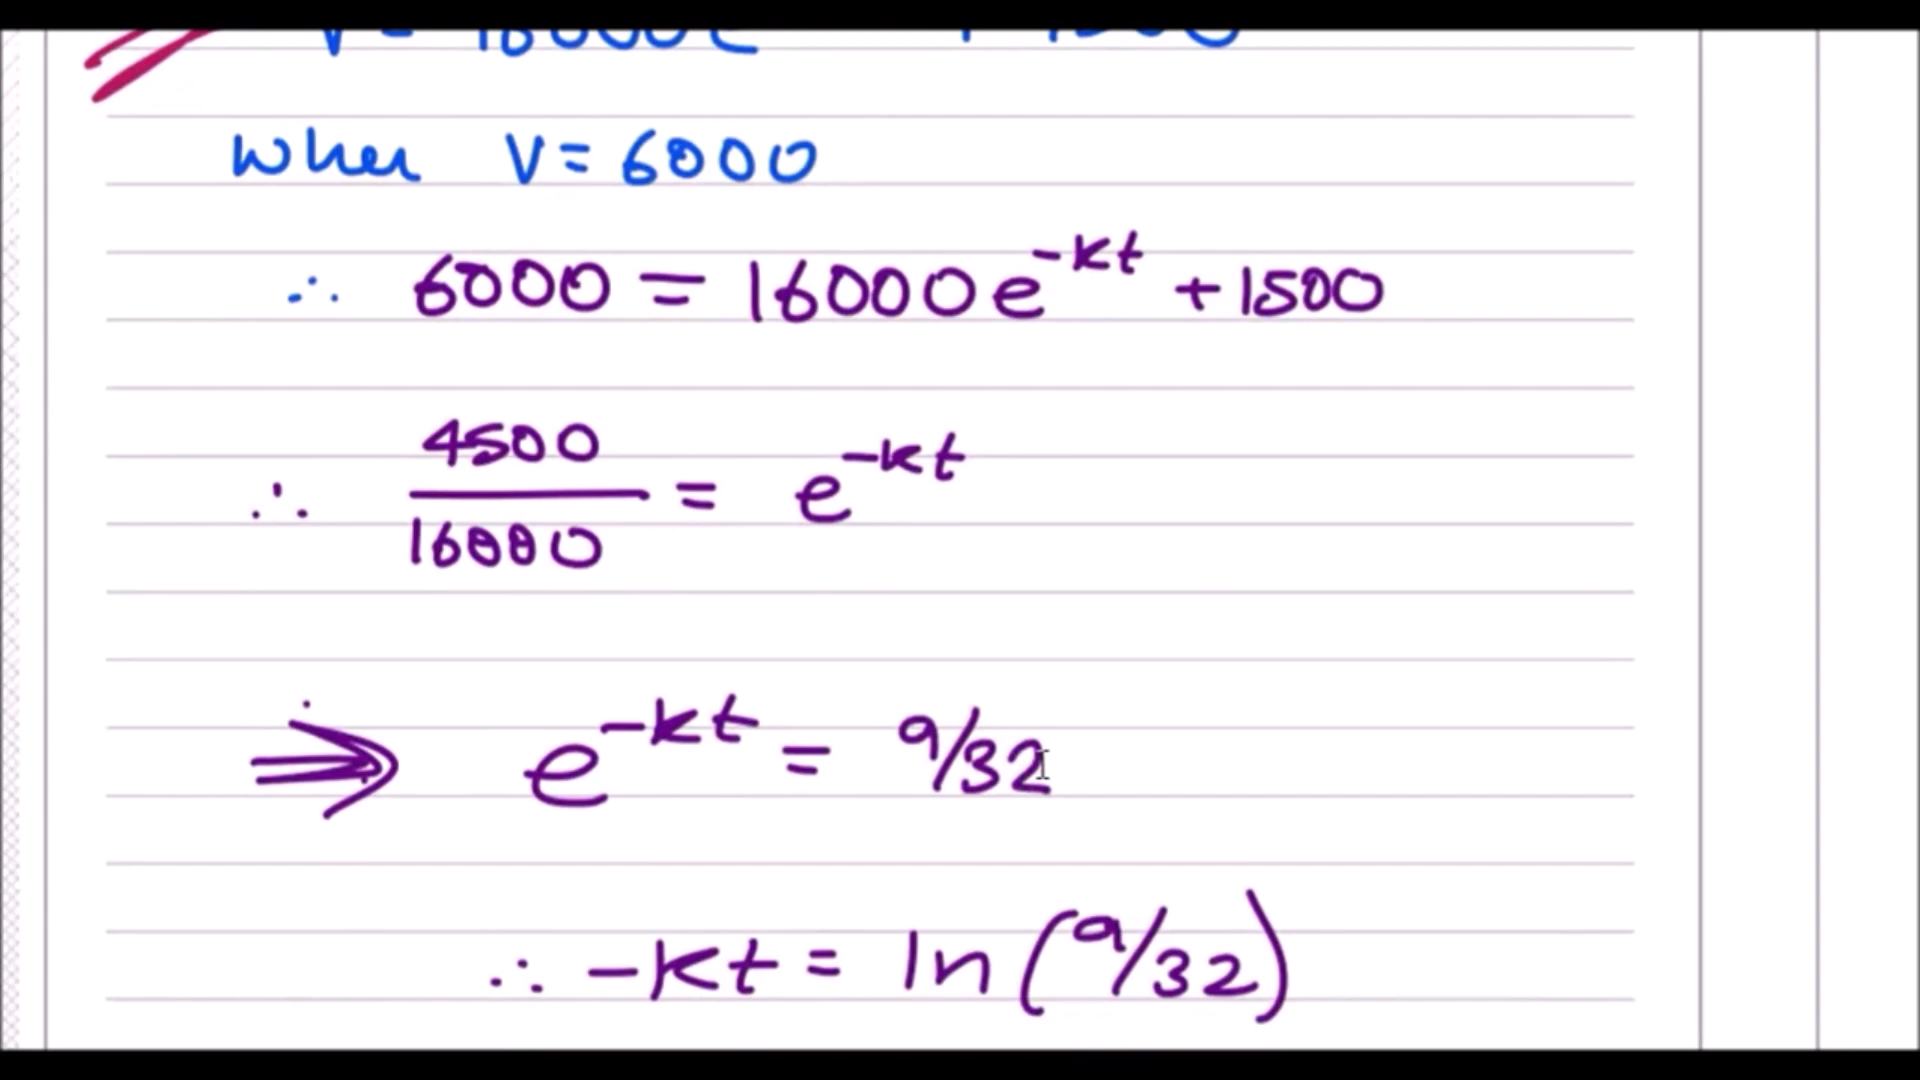 when V = 6000
∴ 6000 = 16000e^-kt + 1500
∴ 4500/16000 = e^-kt
⇒ e^-kt = 9/32
∴ -kt = ln(9/32)